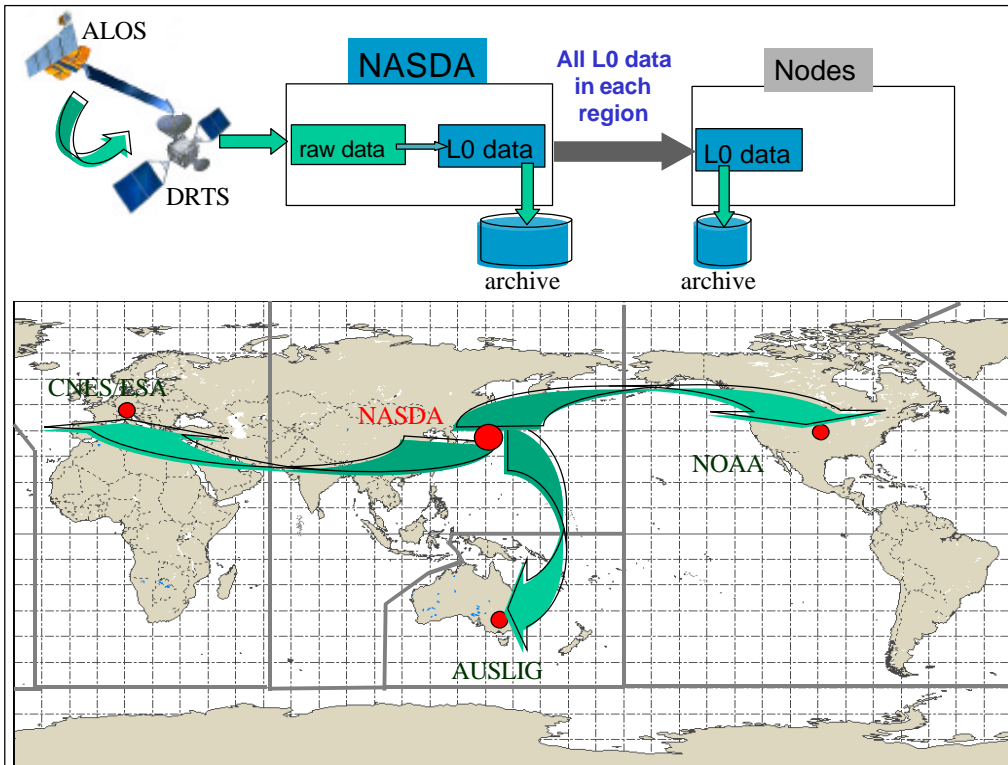 ALOS
DRTS
NASDA
raw data
L0 data
archive
All L0 data
in each
region
Nodes
L0 data
archive
CNES/ESA
NASDA
NOAA
AUSLIG